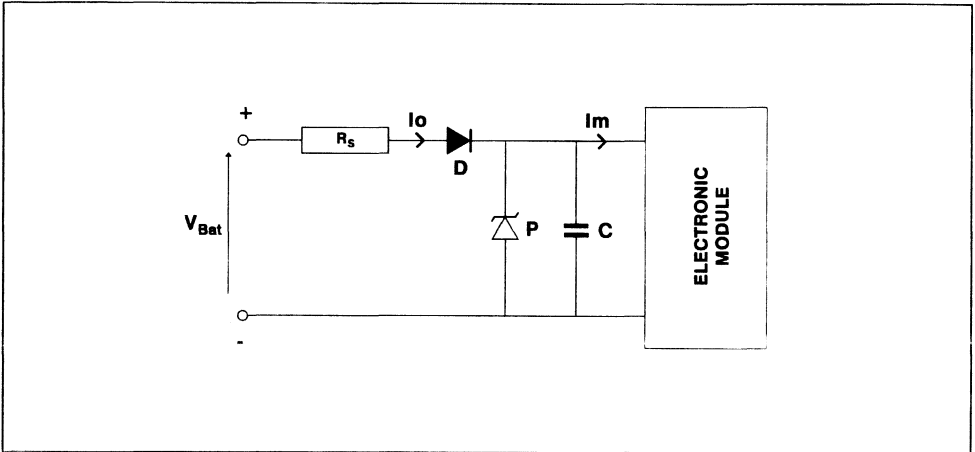 +
Rs
Io
D
Im
P
C
VBat
-
ELECTRONIC
MODULE